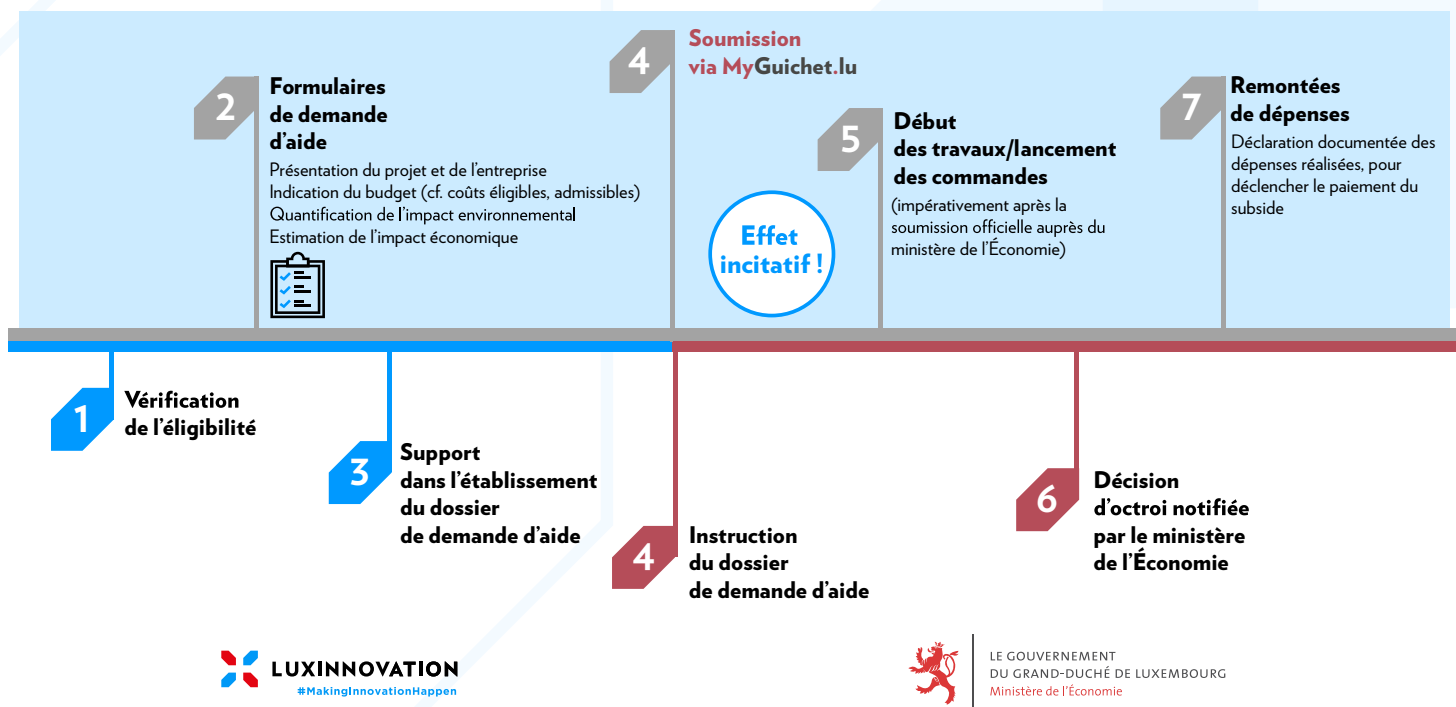 4
Soumission
via MyGuichet.lu
2
Formulaires
de demande
d'aide
Présentation du projet et de l'entreprise
Indication du budget (cf. coûts éligibles, admissibles)
Quantification de l'impact environnemental
Estimation de l'impact économique
Effet
incitatif !
5
Début
des travaux/lancement
des commandes
(impérativement après la
soumission officielle auprès du
ministère de l'Économie)
7
Remontées
de dépenses
Déclaration documentée des
dépenses réalisées, pour
déclencher le paiement du
subside
1
Vérification
de l'éligibilité
3
Support
dans l'établissement
du dossier
de demande d'aide
4
Instruction
du dossier
de demande d'aide
6
Décision
d'octroi notifiée
par le ministère
de l'Économie
LUXINNOVATION
#MakingInnovationHappen
LE GOUVERNEMENT
DU GRAND-DUCHÉ DE LUXEMBOURG
Ministère de l'Économie